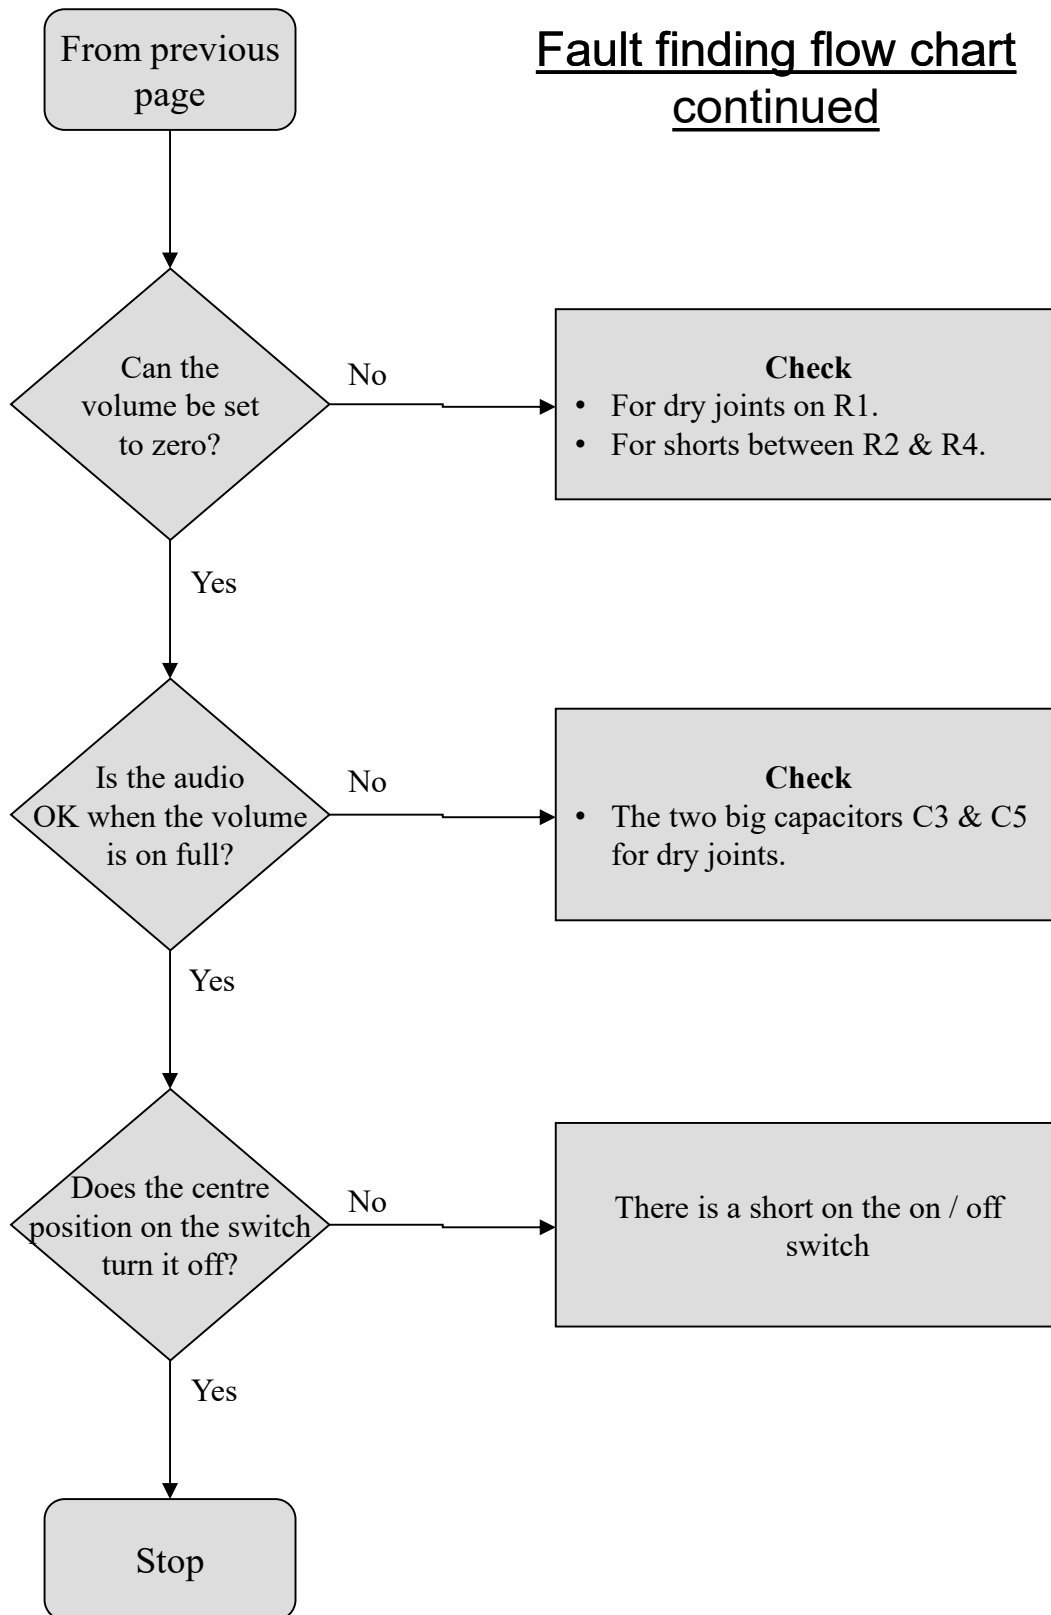 From previous
page
Fault finding flow chart
continued
Can the
volume be set
to zero?
No
Check
• For dry joints on R1.
• For shorts between R2 & R4.
Yes
Is the audio
OK when the volume
is on full?
No
Check
• The two big capacitors C3 & C5
for dry joints.
Yes
Does the centre
position on the switch
turn it off?
No
There is a short on the on / off
switch
Yes
Stop